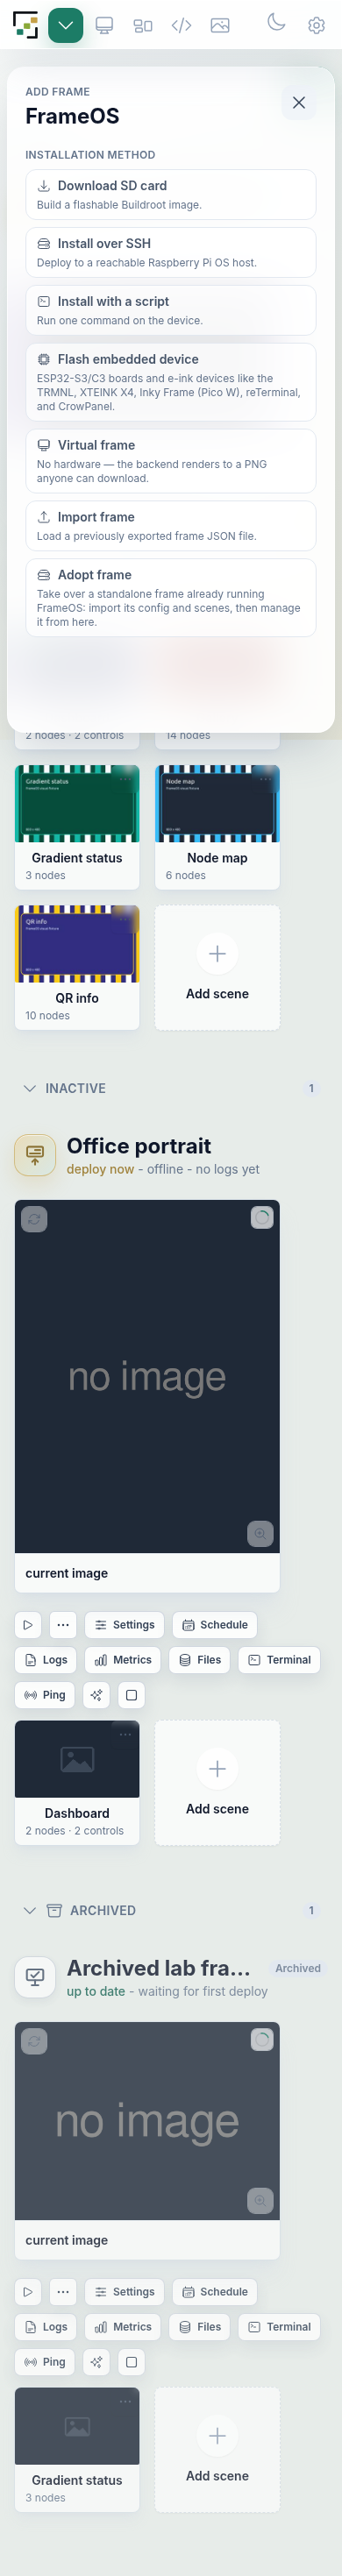 ADD FRAME
FrameOS
INSTALLATION METHOD
Download SD card
Build a flashable Buildroot image.
Install over SSH
Deploy to a reachable Raspberry Pi OS host.
Install with a script
Run one command on the device.
Flash embedded device
ESP32-S3/C3 boards and e-ink devices like the
TRMNL, XTEINK X4, Inky Frame (Pico W), reTerminal,
and CrowPanel.
Virtual frame
No hardware — the backend renders to a PNG
anyone can download.
Import frame
Load a previously exported frame JSON file.
Adopt frame
Take over a standalone frame already running
FrameOS: import its config and scenes, then manage
it from here.
2 nodes · 2 controls
14 nodes
Gradient status
Node map
Gradient status
3 nodes
Node map
6 nodes
QR info
QR info
10 nodes
Add scene
INACTIVE
1
Office portrait
deploy now - offline - no logs yet
no image
current image
Settings
Schedule
Logs
Metrics
Files
Terminal
Ping
Dashboard
2 nodes · 2 controls
Add scene
ARCHIVED
1
Archived lab fra...
Archived
up to date - waiting for first deploy
no image
current image
Settings
Schedule
Logs
Metrics
Files
Terminal
Ping
Gradient status
3 nodes
Add scene